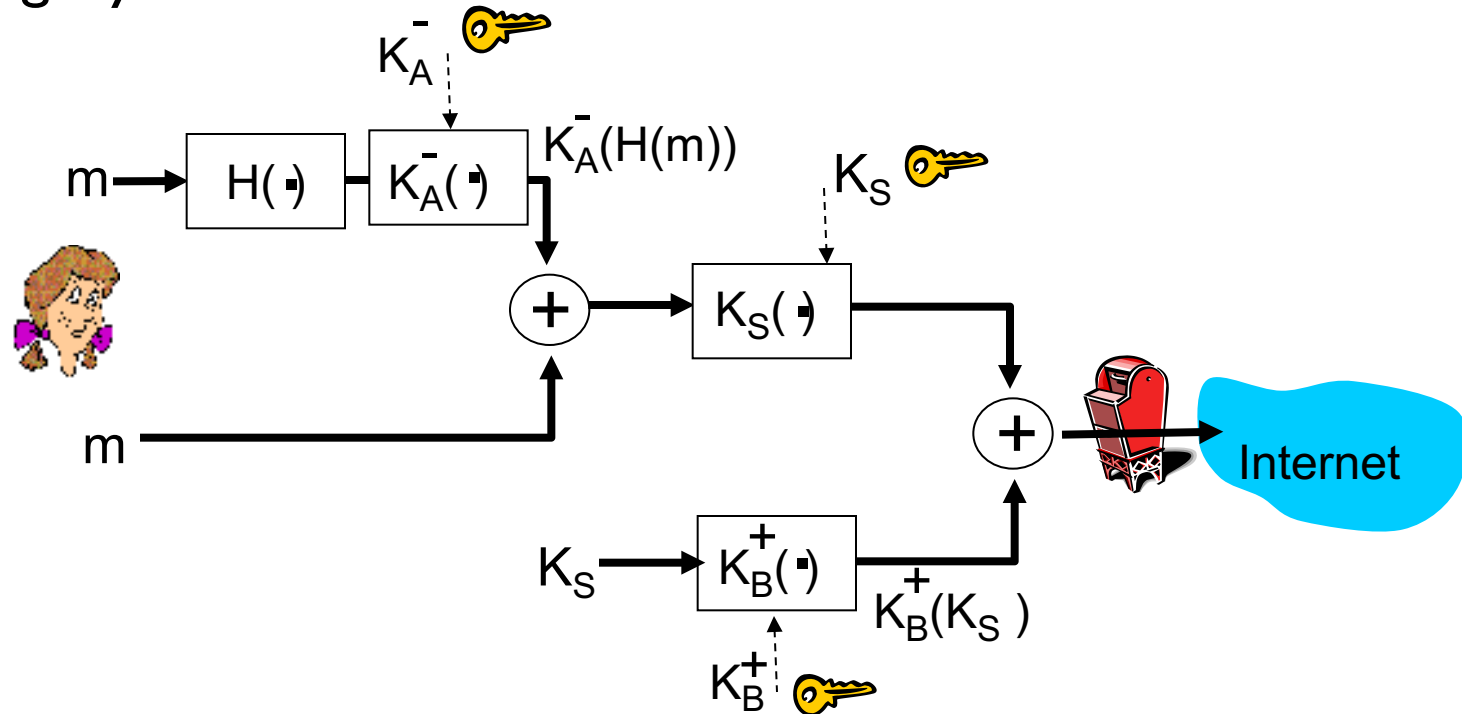 K_A^-
m
H(·)
K_A^-(·)
K_A^-(H(m))
K_S
+
K_S(·)
m
+
Internet
K_S
K_B^+(·)
K_B^+(K_S )
K_B^+